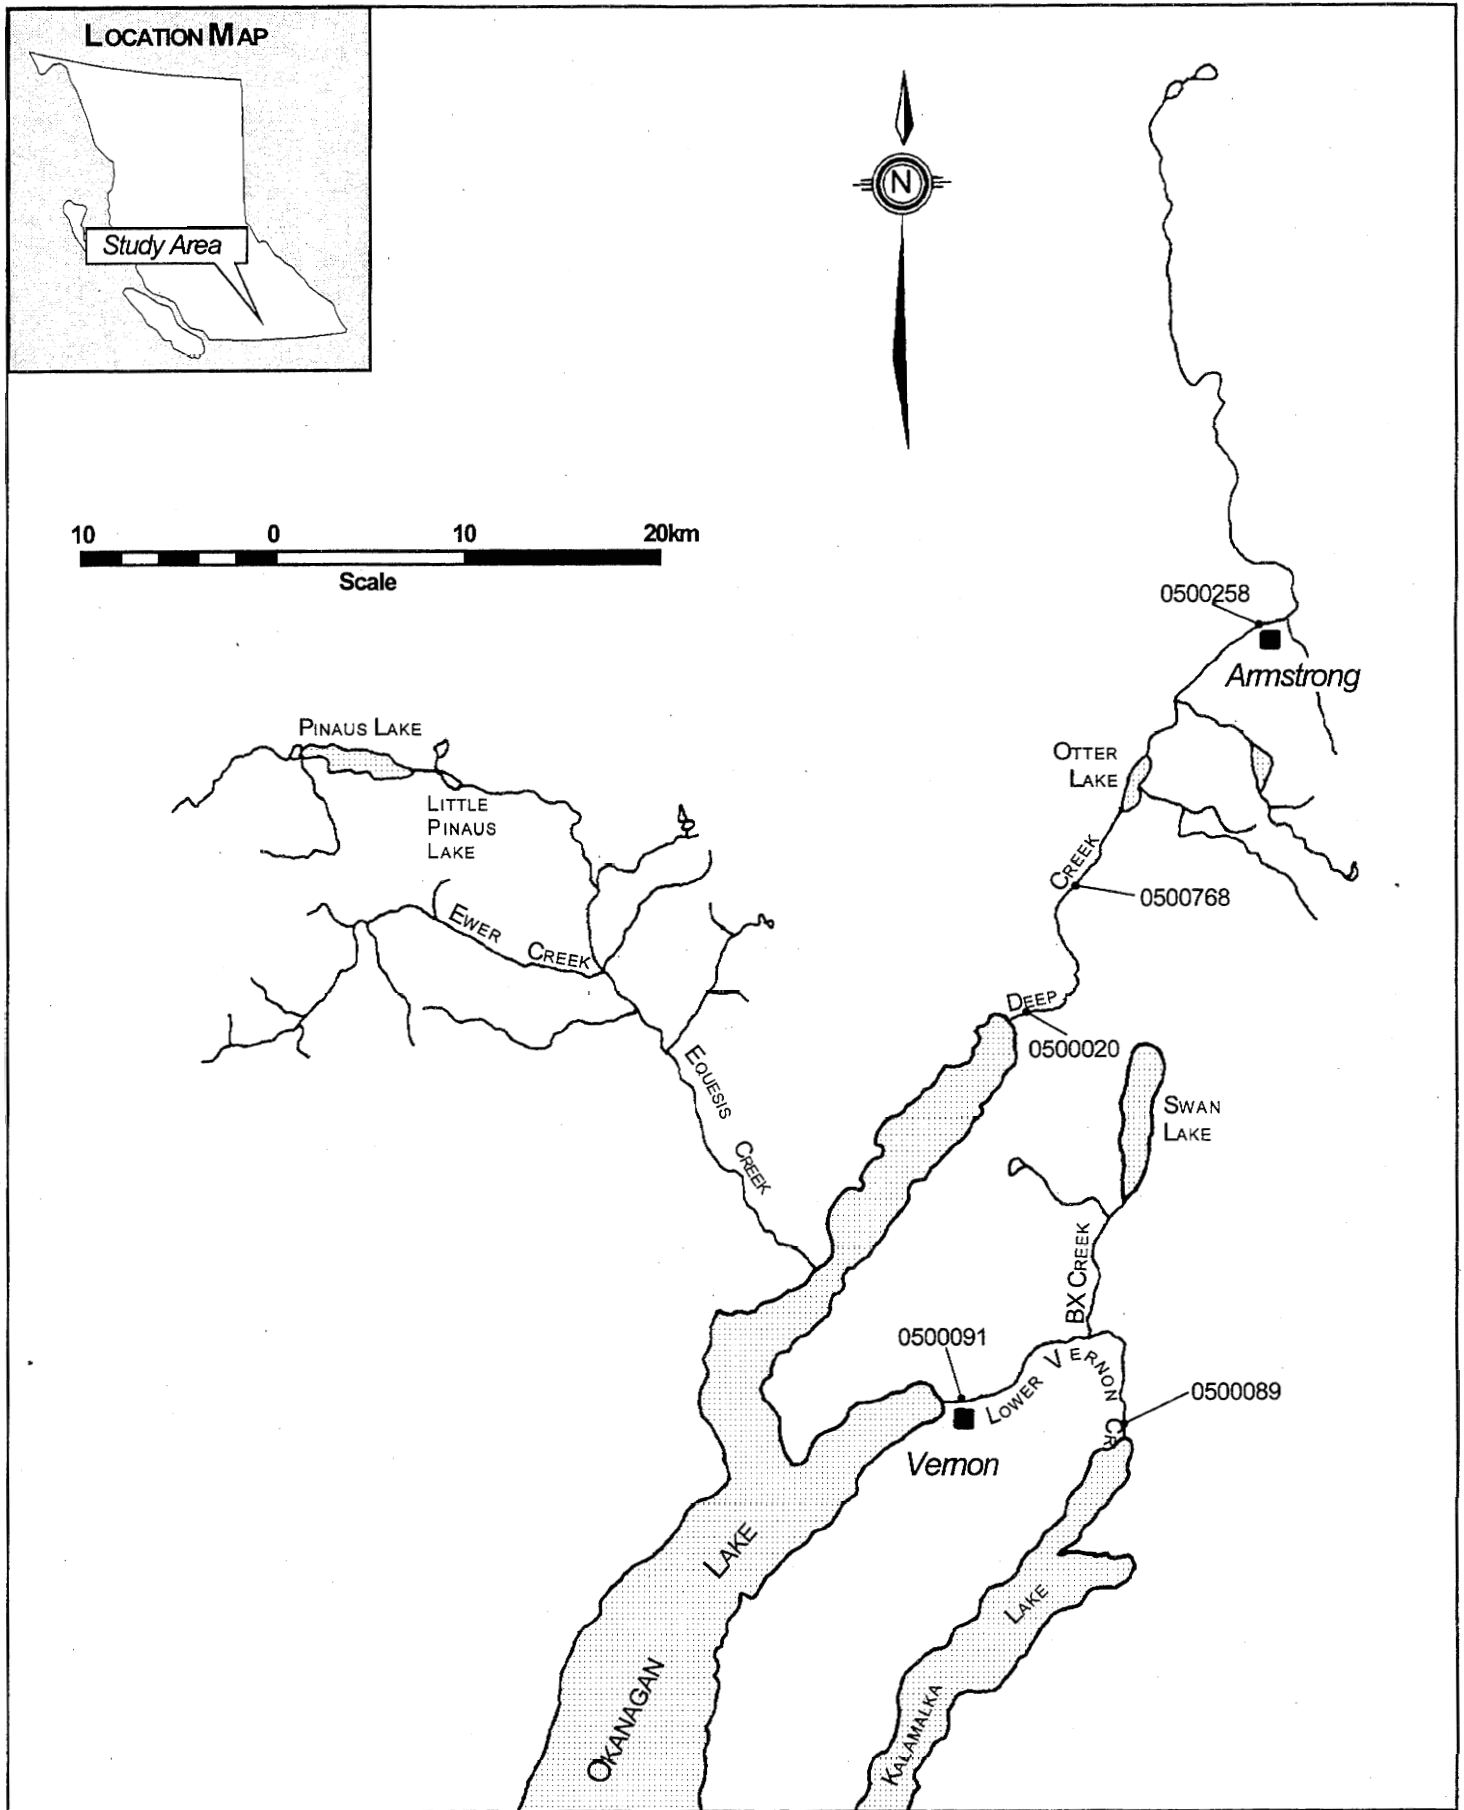 LOCATION MAP
Study Area
N
10 0 10 20km
Scale
0500258
Armstrong
PINAUS LAKE
OTTER
LAKE
LITTLE
PINAUS
LAKE
CREEK
0500768
EWER CREEK
DEEP
0500020
EQUESIS CREEK
SWAN
LAKE
BX CREEK
0500091
LOWER VERNON CR
0500089
Vernon
OKANAGAN LAKE
KALAMALKA LAKE